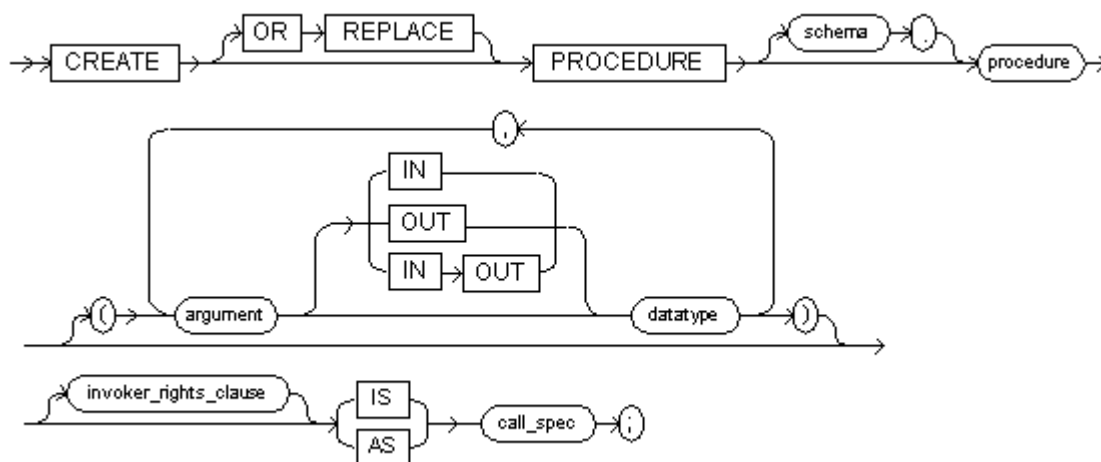 CREATE OR REPLACE PROCEDURE schema . procedure
,
IN
OUT
IN OUT
( argument datatype )
invoker_rights_clause IS call_spec ;
AS